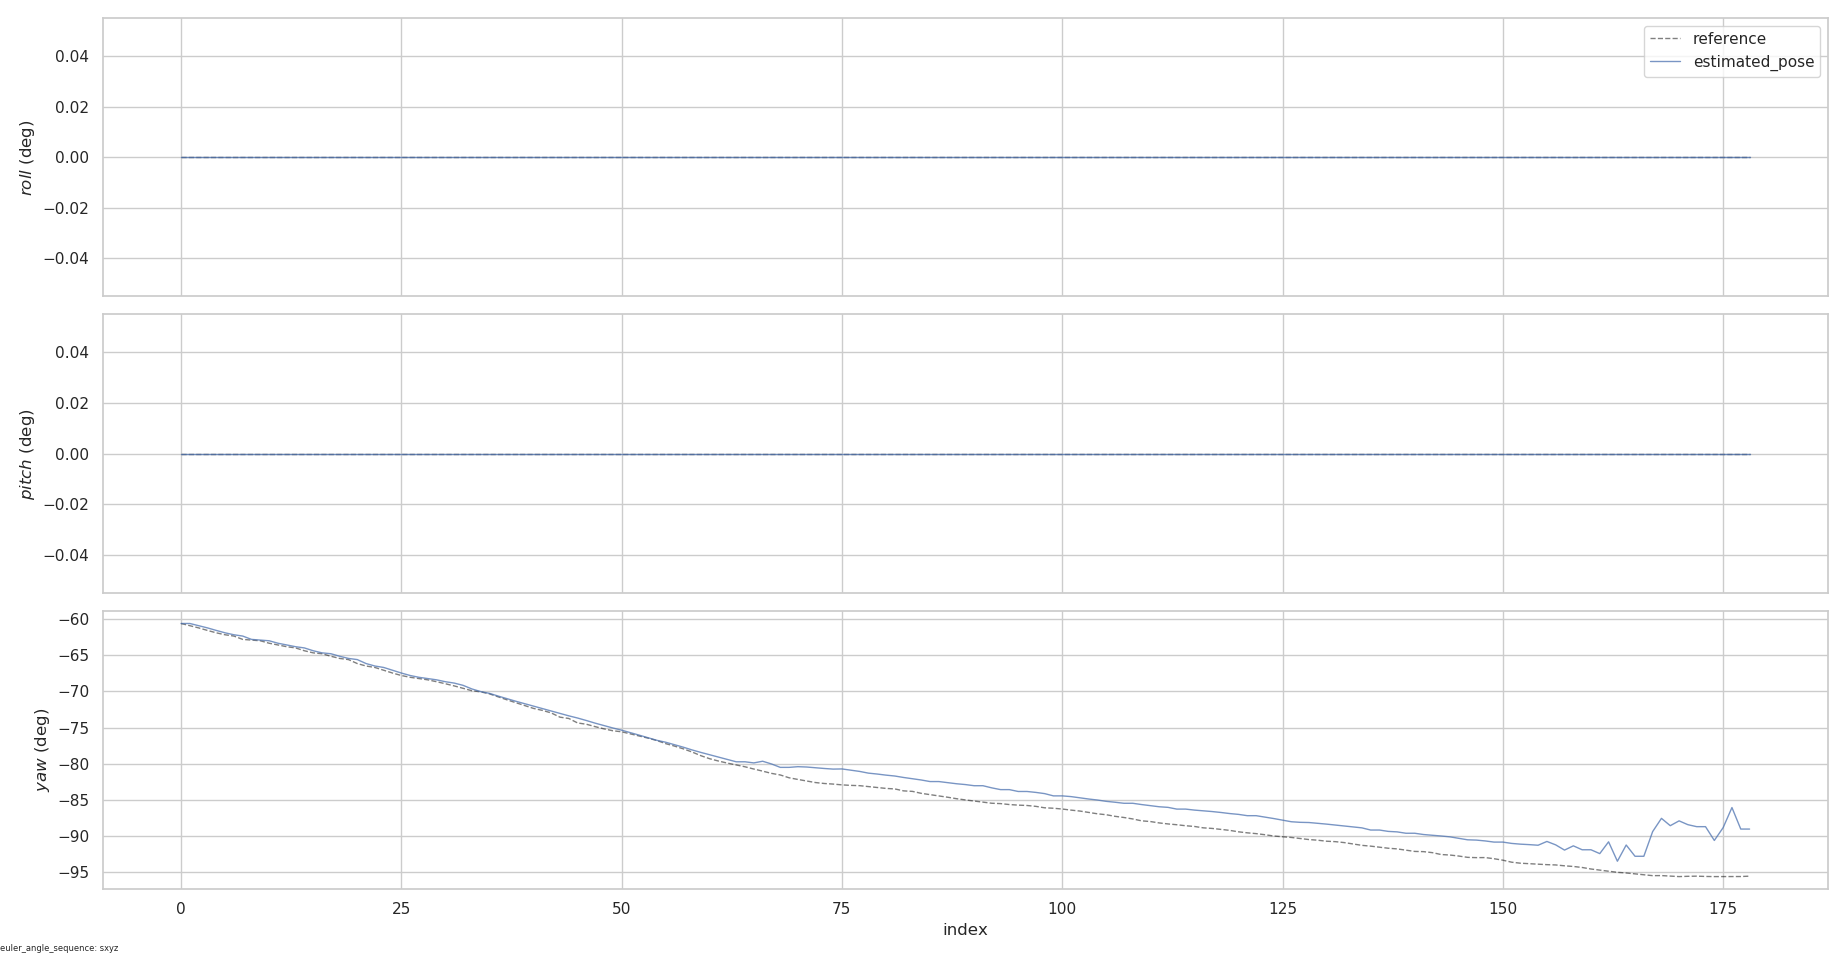 reference
estimated_pose
roll (deg)
0.04
0.02
0.00
−0.02
−0.04
pitch (deg)
0.04
0.02
0.00
−0.02
−0.04
yaw (deg)
−60
−65
−70
−75
−80
−85
−90
−95
0 25 50 75 100 125 150 175
index
euler_angle_sequence: sxyz